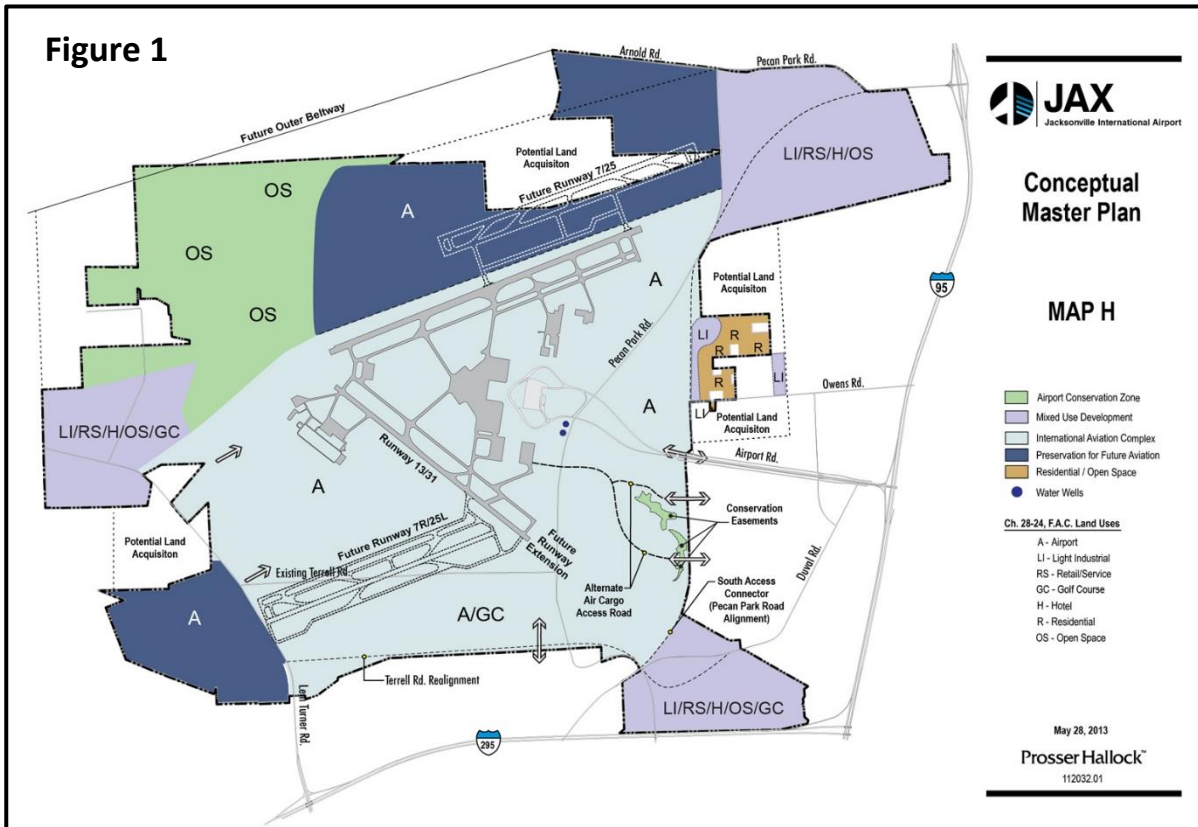 Figure 1
Arnold Rd.
Pecan Park Rd.
Future Outer Beltway
Potential Land
Acquisiton
Future Runway 7/25
LI/RS/H/OS
OS
OS
OS
A
A
Pecan Park Rd.
A
Potential Land
Acquisiton
LI
R
R
R
R
R
LI
LI
Owens Rd.
Potential Land
Acquisiton
Airport Rd.
95
LI/RS/H/OS/GC
Runway 13/31
A
Potential Land
Acquisiton
Future Runway 7R/25L
Future
Runway
Extension
Existing Terrell Rd.
A
A/GC
Conservation
Easements
Alternate
Air Cargo
Access Road
South Access
Connector
(Pecan Park Road
Alignment)
Duval Rd.
Terrell Rd. Realignment
Lem Turner Rd.
LI/RS/H/OS/GC
295
JAX
Jacksonville International Airport
Conceptual
Master Plan
MAP H
Airport Conservation Zone
Mixed Use Development
International Aviation Complex
Preservation for Future Aviation
Residential / Open Space
Water Wells
Ch. 28-24, F.A.C. Land Uses
A - Airport
LI - Light Industrial
RS - Retail/Service
GC - Golf Course
H - Hotel
R - Residential
OS - Open Space
May 28, 2013
Prosser Hallock™
112032.01